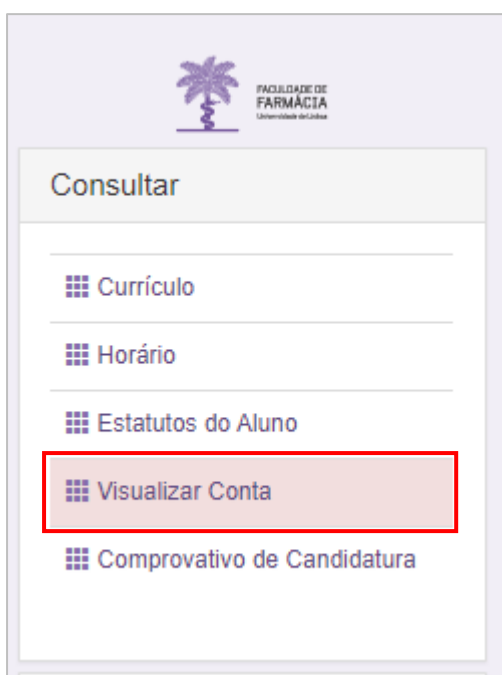 FACULDADE DE
FARMÁCIA
Universidade de Lisboa
Consultar
Currículo
Horário
Estatutos do Aluno
Visualizar Conta
Comprovativo de Candidatura